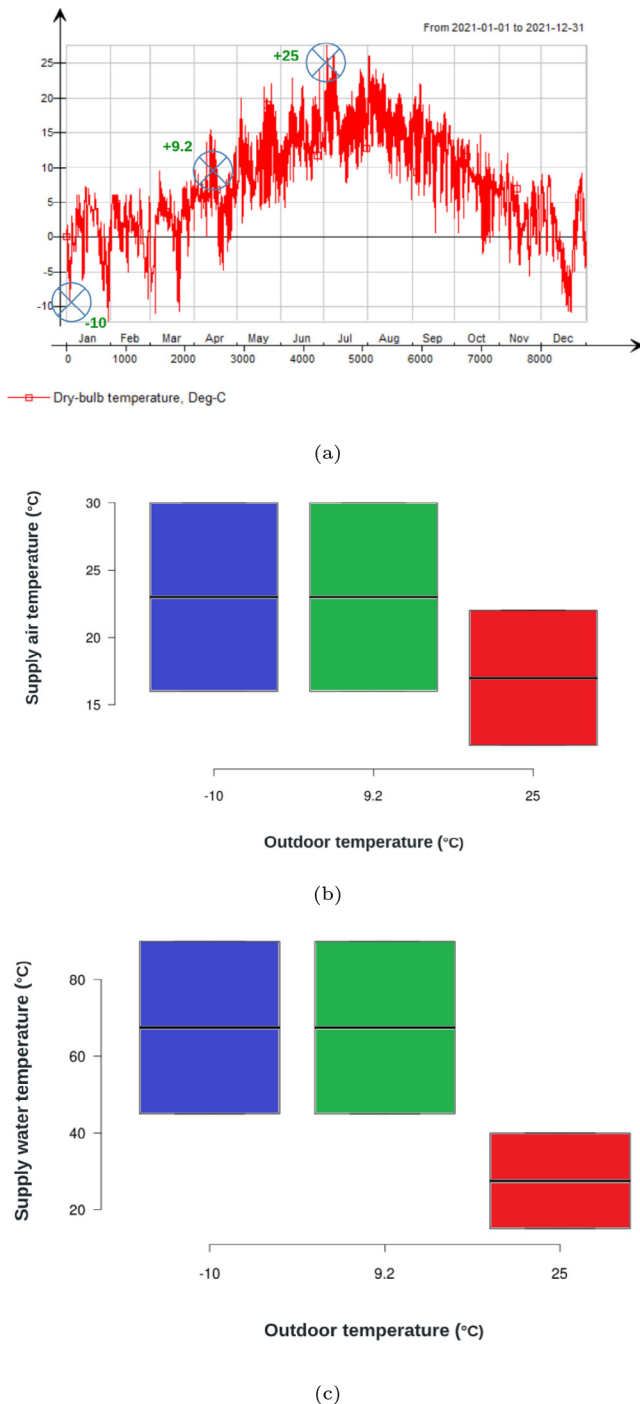 From 2021-01-01 to 2021-12-31
+25
25
20
15
+9.2
10
5
0
-5
-10
-10
Jan Feb Mar Apr May Jun Jul Aug Sep Oct Nov Dec
0 1000 2000 3000 4000 5000 6000 7000 8000
Dry-bulb temperature, Deg-C
(a)
Supply air temperature (°C)
30
25
20
15
-10 9.2 25
Outdoor temperature (°C)
(b)
Supply water temperature (°C)
80
60
40
20
-10 9.2 25
Outdoor temperature (°C)
(c)